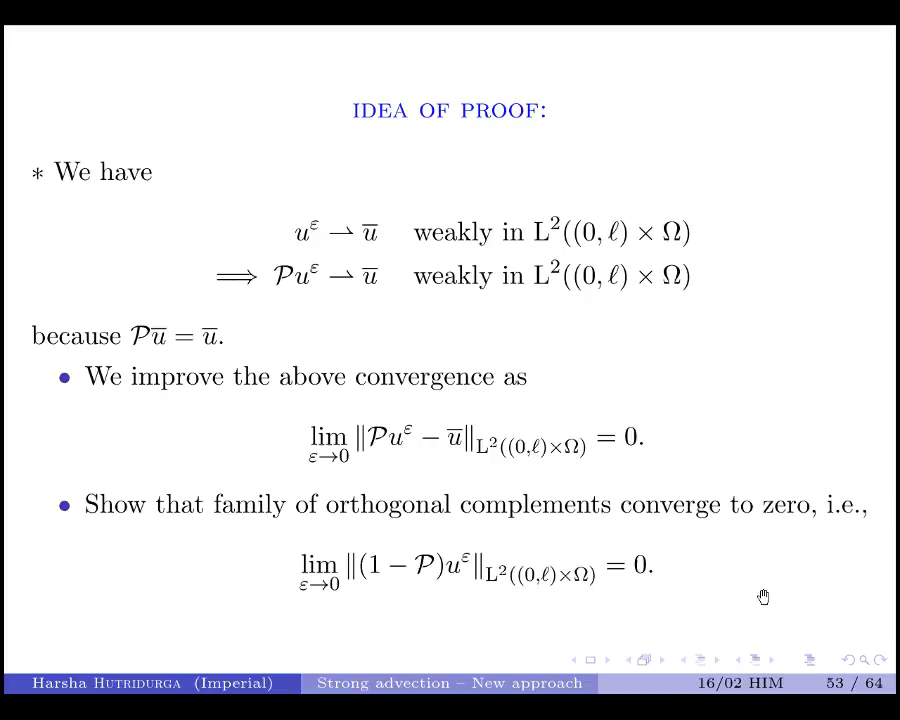 IDEA OF PROOF:
∗ We have
u^ε ⇀ u̅ weakly in L²((0, ℓ) × Ω)
⟹ 𝒫u^ε ⇀ u̅ weakly in L²((0, ℓ) × Ω)
because 𝒫u̅ = u̅.
• We improve the above convergence as
lim_{ε→0} ‖𝒫u^ε − u̅‖_{L²((0,ℓ)×Ω)} = 0.
• Show that family of orthogonal complements converge to zero, i.e.,
lim_{ε→0} ‖(1 − 𝒫)u^ε‖_{L²((0,ℓ)×Ω)} = 0.
Harsha HUTRIDURGA (Imperial) Strong advection – New approach 16/02 HIM 53 / 64